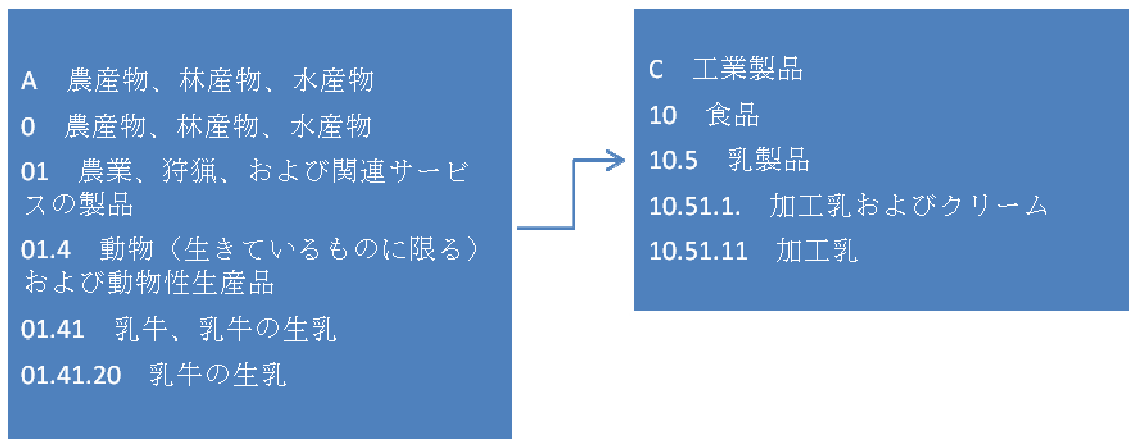 A 農産物、林産物、水産物
0 農産物、林産物、水産物
01 農業、狩猟、および関連サービ
スの製品
01.4 動物（生きているものに限る）
および動物性生産品
01.41 乳牛、乳牛の生乳
01.41.20 乳牛の生乳
C 工業製品
10 食品
10.5 乳製品
10.51.1. 加工乳およびクリーム
10.51.11 加工乳